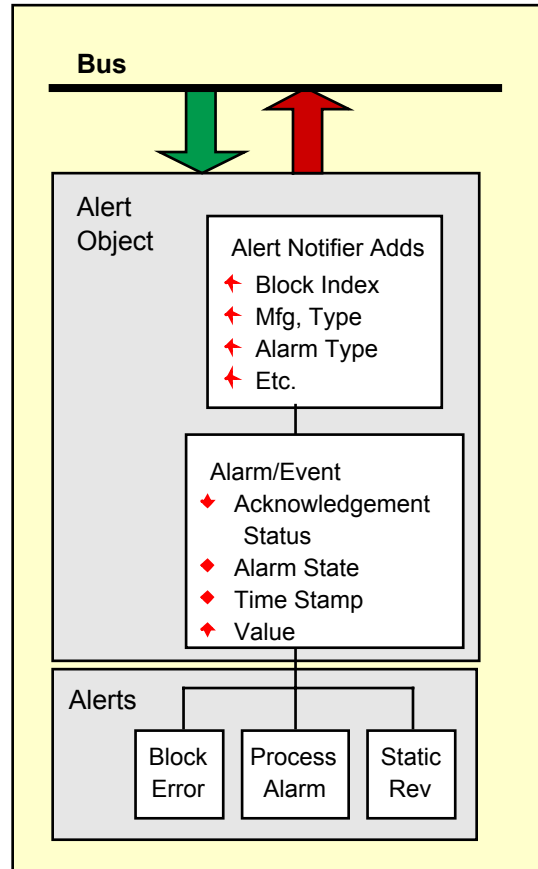 Bus
Alert
Object
Alert Notifier Adds
Block Index
Mfg, Type
Alarm Type
Etc.
Alarm/Event
Acknowledgement
Status
Alarm State
Time Stamp
Value
Alerts
Block
Error
Process
Alarm
Static
Rev